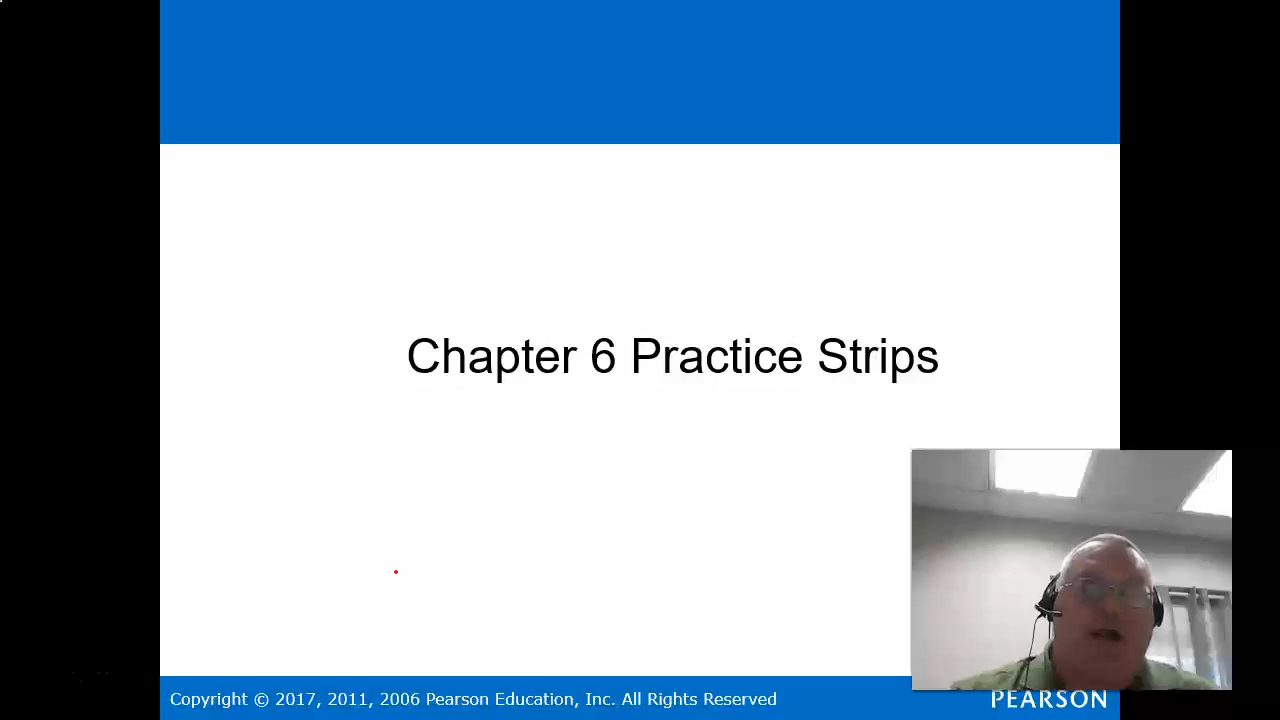 Chapter 6 Practice Strips
Copyright © 2017, 2011, 2006 Pearson Education, Inc. All Rights Reserved
PEARSON